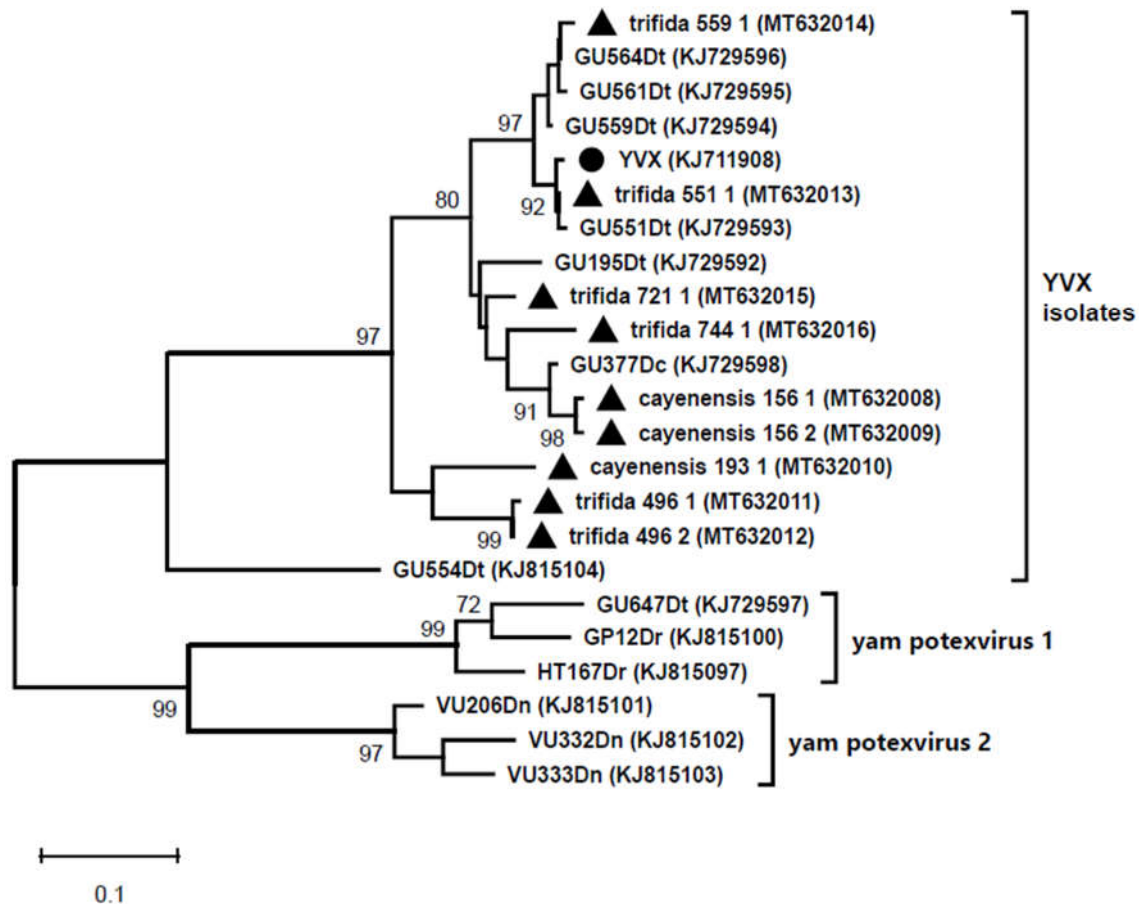 trifida 559 1 (MT632014)
GU564Dt (KJ729596)
GU561Dt (KJ729595)
97
GU559Dt (KJ729594)
YVX (KJ711908)
trifida 551 1 (MT632013)
80
92
GU551Dt (KJ729593)
GU195Dt (KJ729592)
YVX
isolates
trifida 721 1 (MT632015)
97
trifida 744 1 (MT632016)
GU377Dc (KJ729598)
cayenensis 156 1 (MT632008)
91
98
cayenensis 156 2 (MT632009)
cayenensis 193 1 (MT632010)
trifida 496 1 (MT632011)
99
trifida 496 2 (MT632012)
GU554Dt (KJ815104)
72
GU647Dt (KJ729597)
99
GP12Dr (KJ815100)
yam potexvirus 1
HT167Dr (KJ815097)
99
VU206Dn (KJ815101)
97
VU332Dn (KJ815102)
yam potexvirus 2
VU333Dn (KJ815103)
0.1